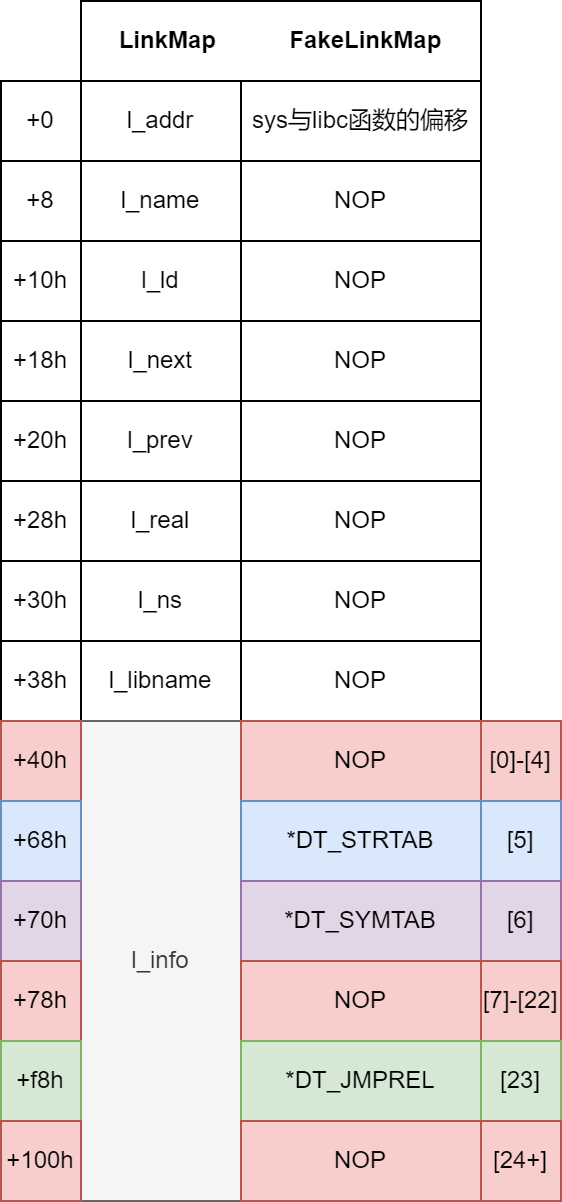 LinkMap FakeLinkMap
+0 l_addr sys与libc函数的偏移
+8 l_name NOP
+10h l_ld NOP
+18h l_next NOP
+20h l_prev NOP
+28h l_real NOP
+30h l_ns NOP
+38h l_libname NOP
+40h NOP [0]-[4]
+68h *DT_STRTAB [5]
+70h *DT_SYMTAB [6]
l_info
+78h NOP [7]-[22]
+f8h *DT_JMPREL [23]
+100h NOP [24+]